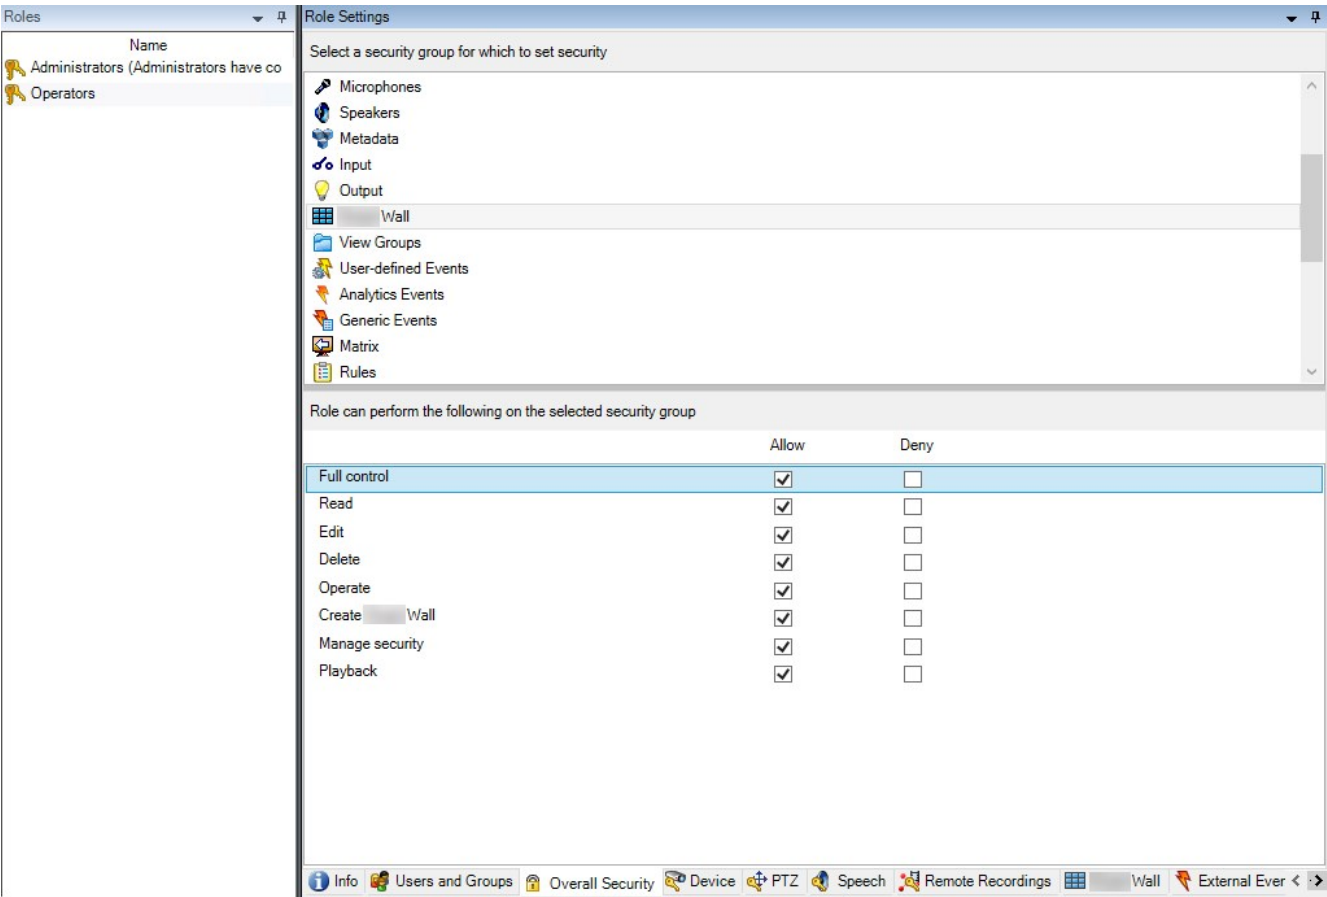 Roles
Name
Administrators (Administrators have co
Operators
Role Settings
Select a security group for which to set security
Microphones
Speakers
Metadata
Input
Output
Wall
View Groups
User-defined Events
Analytics Events
Generic Events
Matrix
Rules
Role can perform the following on the selected security group
Allow Deny
Full control
Read
Edit
Delete
Operate
Create Wall
Manage security
Playback
Info Users and Groups Overall Security Device PTZ Speech Remote Recordings Wall External Ever